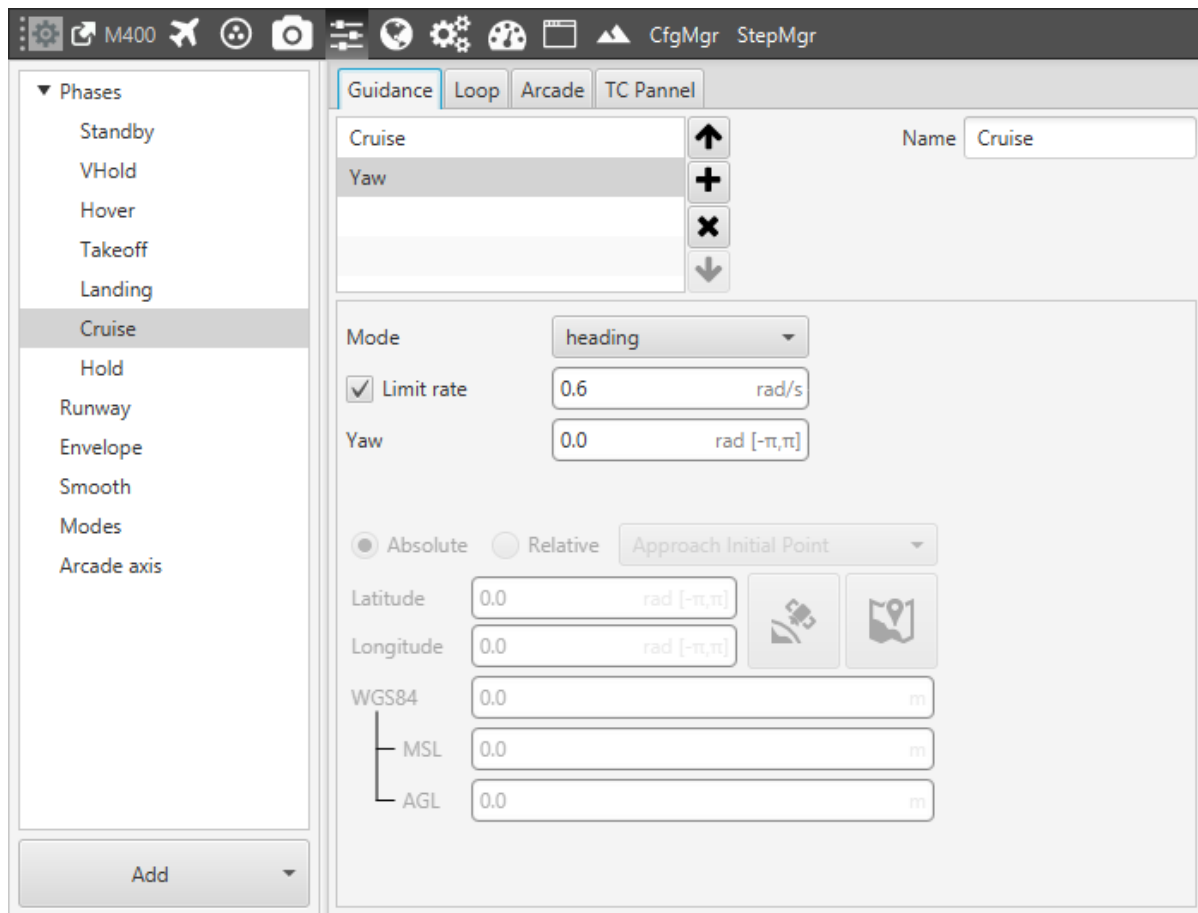 M400 CfgMgr StepMgr
Phases
Standby
VHold
Hover
Takeoff
Landing
Cruise
Hold
Runway
Envelope
Smooth
Modes
Arcade axis
Add
Guidance Loop Arcade TC Pannel
Cruise
Yaw
Name Cruise
Mode heading
Limit rate 0.6 rad/s
Yaw 0.0 rad [-π,π]
Absolute Relative Approach Initial Point
Latitude 0.0 rad [-π,π]
Longitude 0.0 rad [-π,π]
WGS84 0.0 m
MSL 0.0 m
AGL 0.0 m